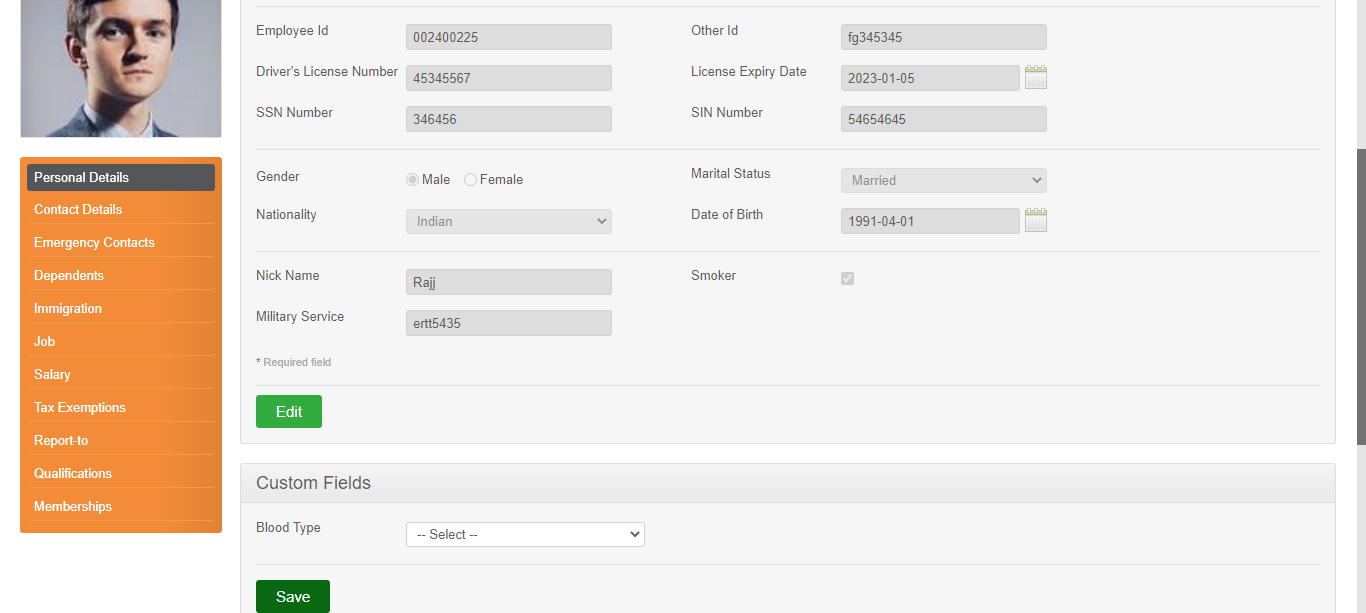 Employee Id 002400225 Other Id fg345345
Driver's License Number 45345567 License Expiry Date 2023-01-05
SSN Number 346456 SIN Number 54654645
Gender Male Female Marital Status Married
Nationality Indian Date of Birth 1991-04-01
Nick Name Rajj Smoker
Military Service ertt5435
* Required field
Edit
Personal Details
Contact Details
Emergency Contacts
Dependents
Immigration
Job
Salary
Tax Exemptions
Report-to
Qualifications
Memberships
Custom Fields
Blood Type -- Select --
Save